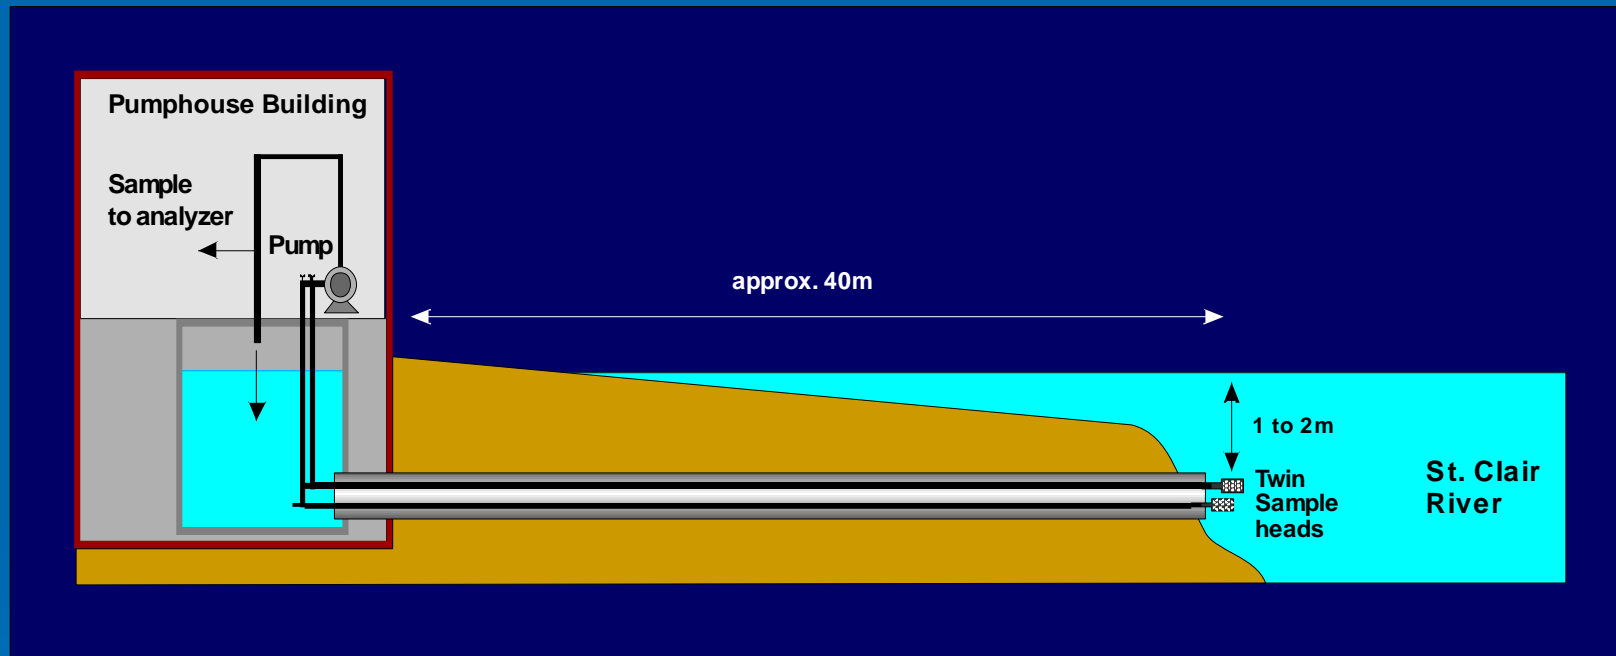 Pumphouse Building
Sample
to analyzer
Pump
approx. 40m
1 to 2m
Twin
Sample
heads
St. Clair
River